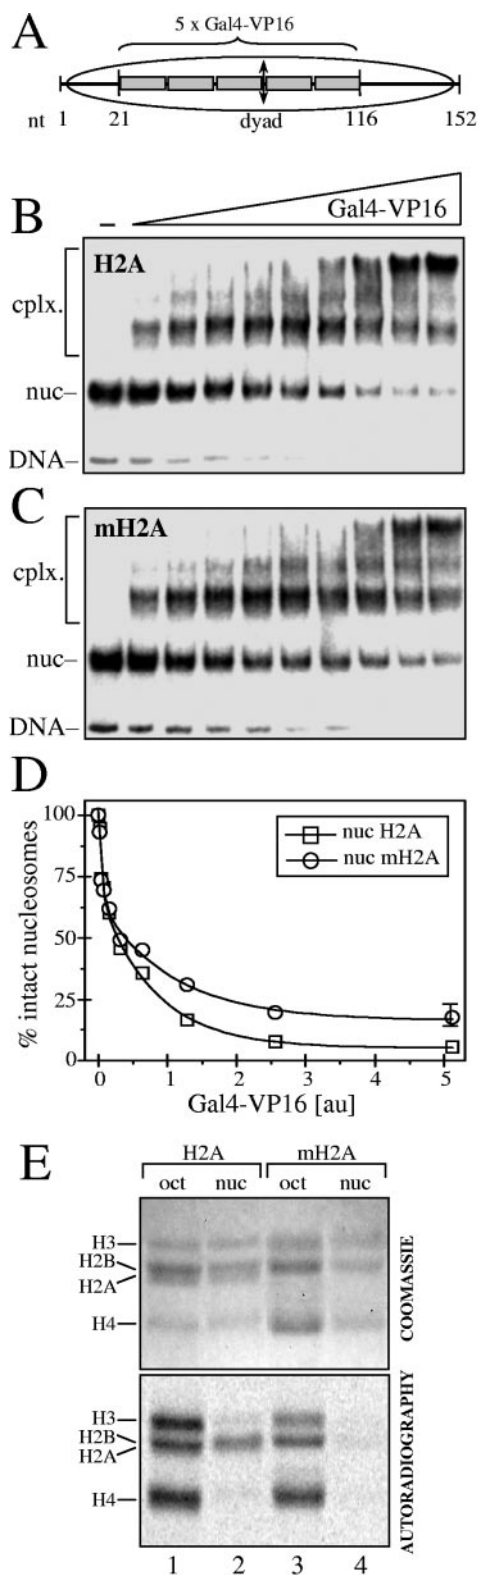 A
5 x Gal4-VP16
nt 1 21 dyad 116 152
B
– Gal4-VP16
H2A
cplx.
nuc–
DNA–
C
mH2A
cplx.
nuc–
DNA–
D
100
75
50
25
0
% intact nucleosomes
nuc H2A
nuc mH2A
0 1 2 3 4 5
Gal4-VP16 [au]
E
H2A mH2A
oct nuc oct nuc
H3
H2B
H2A
H4
COOMASSIE
H3
H2B
H2A
H4
AUTORADIOGRAPHY
1 2 3 4